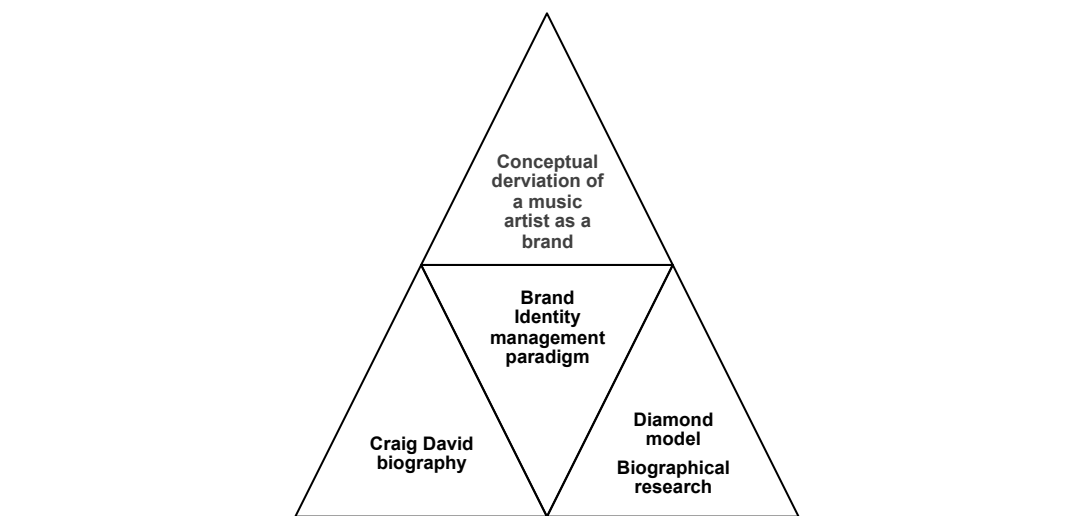 Conceptual
derviation of
a music
artist as a
brand
Brand
Identity
management
paradigm
Craig David
biography
Diamond
model
Biographical
research